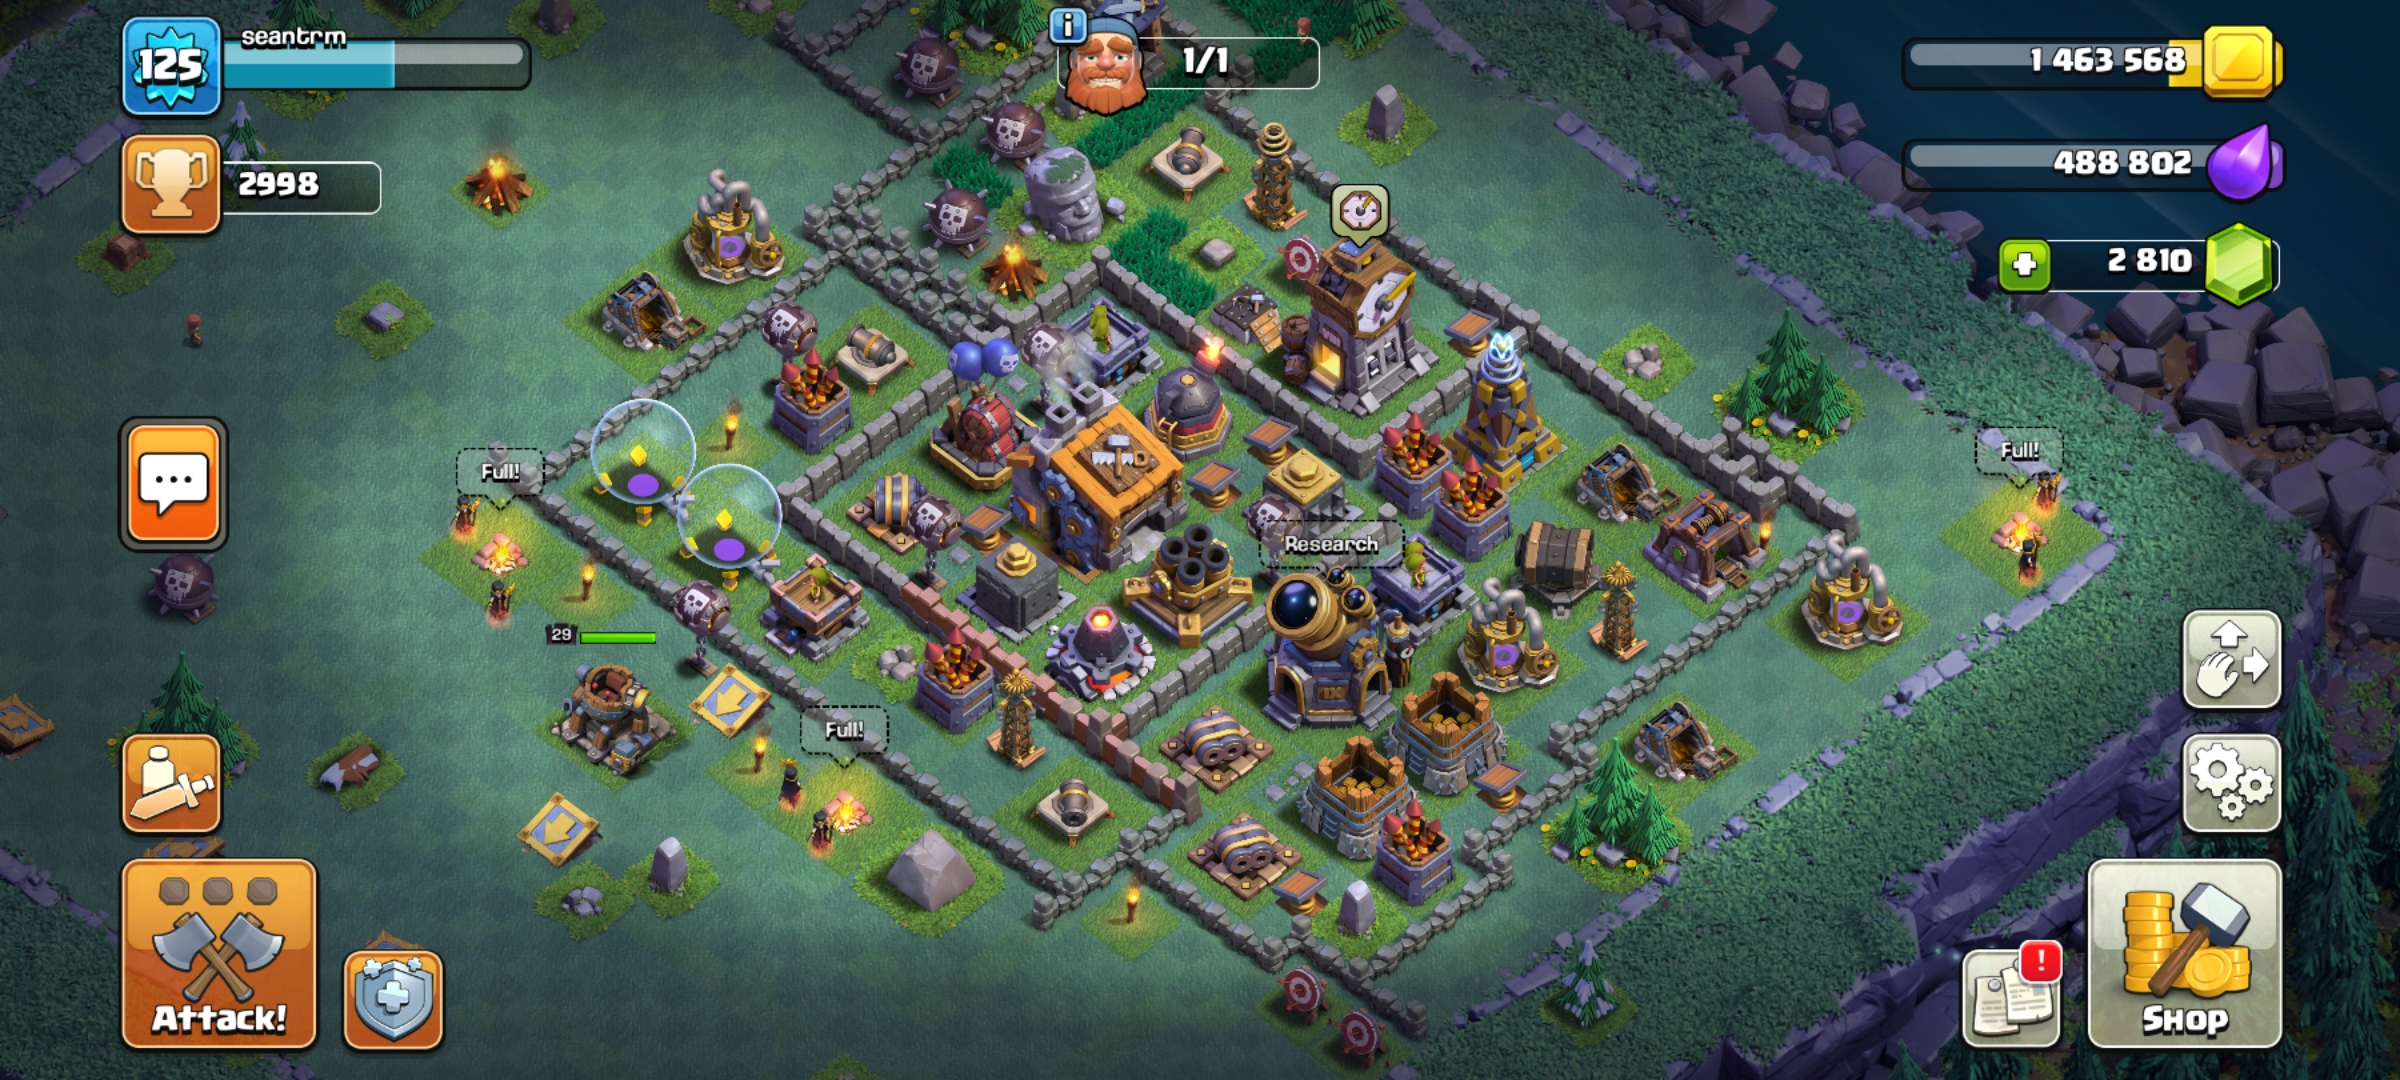 125
seantrm
i
1/1
1 463 568
2998
488 802
2 810
Full!
Full!
Research
29
Full!
Attack!
!
Shop